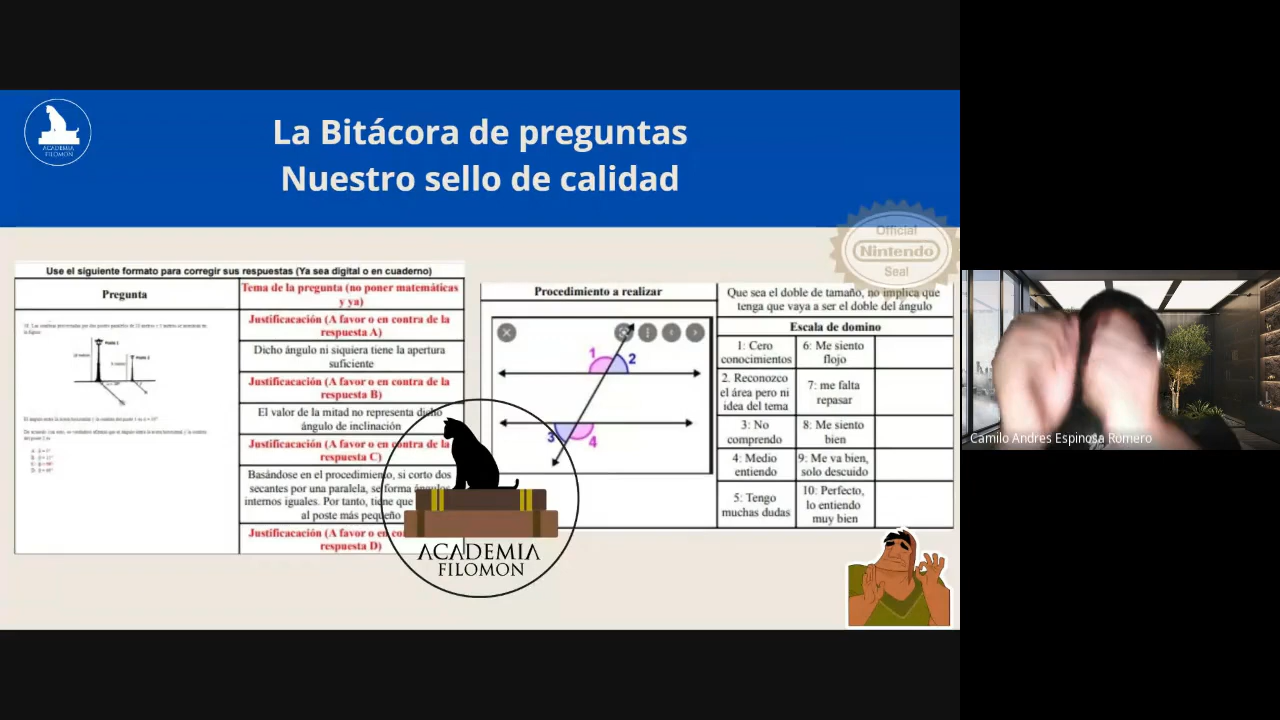 La Bitácora de preguntas
Nuestro sello de calidad
ACADEMIA
FILOMON
Official
Nintendo
Seal
Use el siguiente formato para corregir sus respuestas (Ya sea digital o en cuaderno)
Pregunta
Tema de la pregunta (no poner matemáticas
y ya)
Justificacación (A favor o en contra de la
respuesta A)
Dicho ángulo ni siquiera tiene la apertura
suficiente
Justificacación (A favor o en contra de la
respuesta B)
El valor de la mitad no representa dicho
ángulo de inclinación
Justificacación (A favor o en contra de la
respuesta C)
Basándose en el procedimiento, si corto dos
secantes por una paralela, se forma ángulos
internos iguales. Por tanto, tiene que
al poste más pequeño
Justificacación (A favor o en co
respuesta D)
Procedimiento a realizar
1
2
3
4
Que sea el doble de tamaño, no implica que
tenga que vaya a ser el doble del ángulo
Escala de domino
1: Cero
conocimientos
6: Me siento
flojo
2. Reconozco
el área pero ni
idea del tema
7: me falta
repasar
3: No
comprendo
8: Me siento
bien
4: Medio
entiendo
9: Me va bien,
solo descuido
5: Tengo
muchas dudas
10: Perfecto,
lo entiendo
muy bien
ACADEMIA
FILOMON
Camilo Andres Espinosa Romero